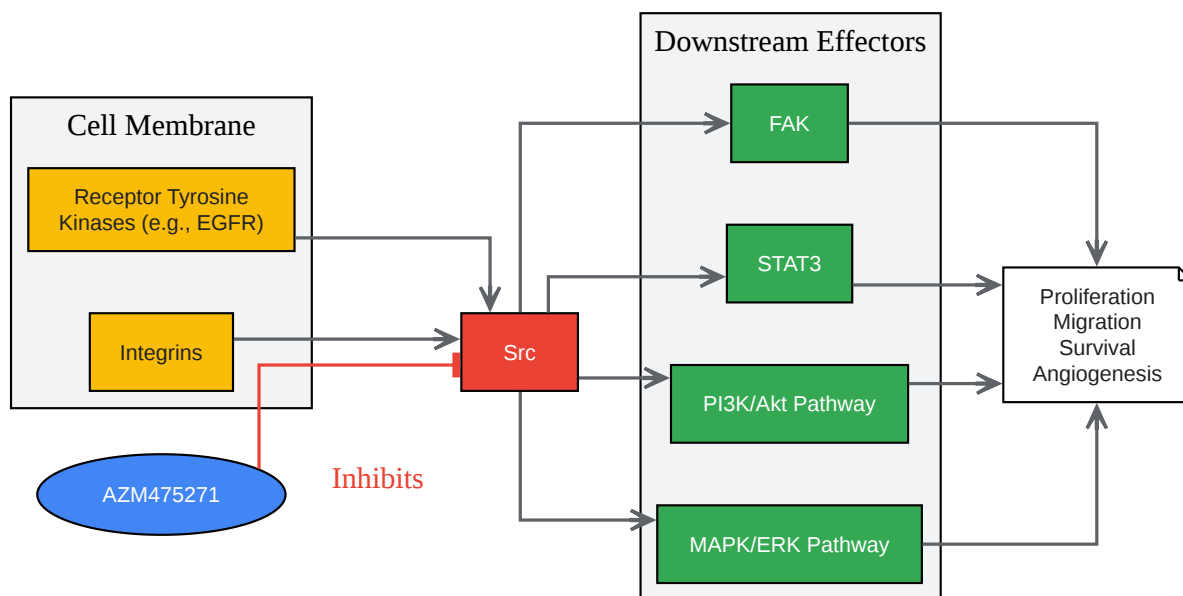 Cell Membrane
Receptor Tyrosine
Kinases (e.g., EGFR)
Integrins
AZM475271
Inhibits
Src
Downstream Effectors
FAK
STAT3
PI3K/Akt Pathway
MAPK/ERK Pathway
Proliferation
Migration
Survival
Angiogenesis